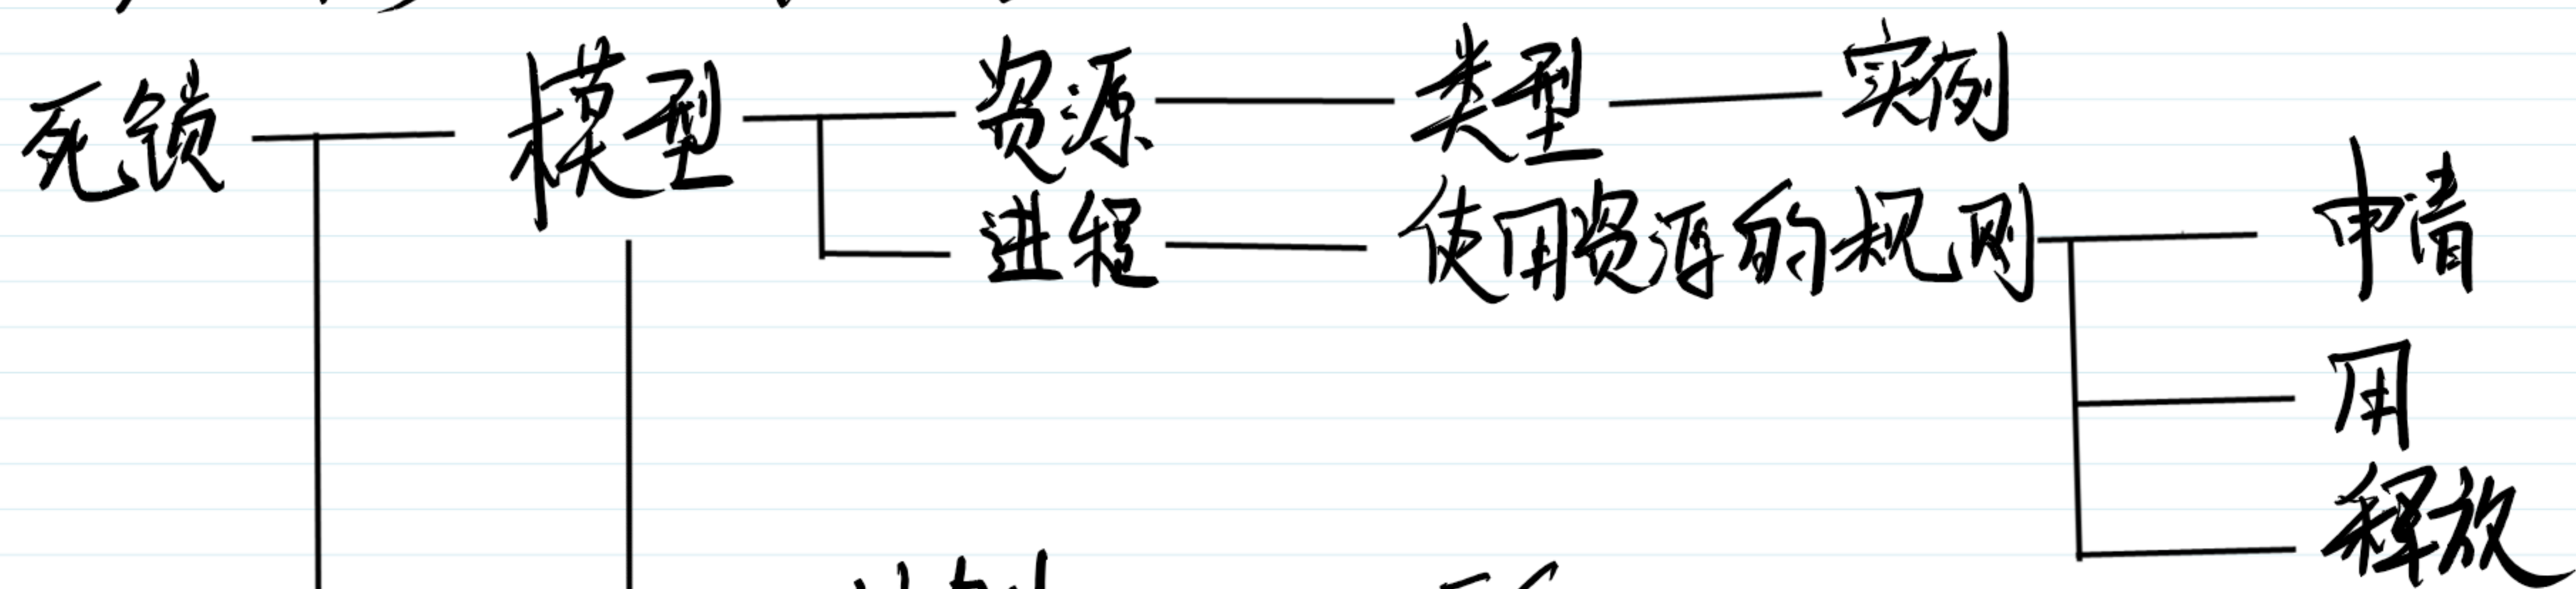 死锁 模型 资源 类型 实例
进程 使用资源的规则 申请
用
释放